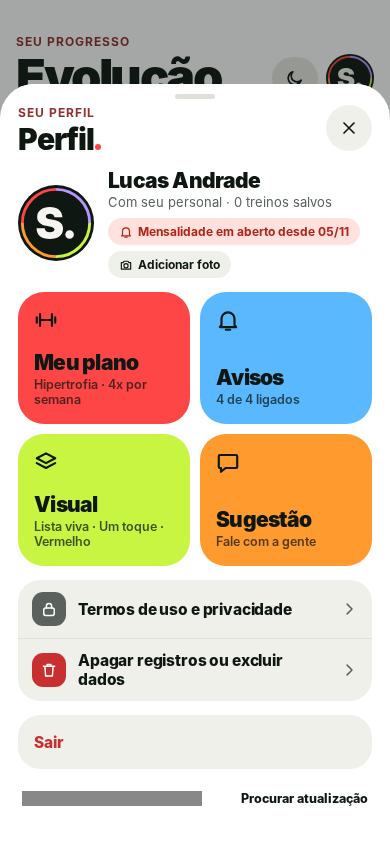 SEU PROGRESSO
Evolução
S.
SEU PERFIL
Perfil.
S.
Lucas Andrade
Com seu personal · 0 treinos salvos
Mensalidade em aberto desde 05/11
Adicionar foto
Meu plano
Hipertrofia · 4x por
semana
Avisos
4 de 4 ligados
Visual
Lista viva · Um toque ·
Vermelho
Sugestão
Fale com a gente
Termos de uso e privacidade
Apagar registros ou excluir
dados
Sair
Procurar atualização